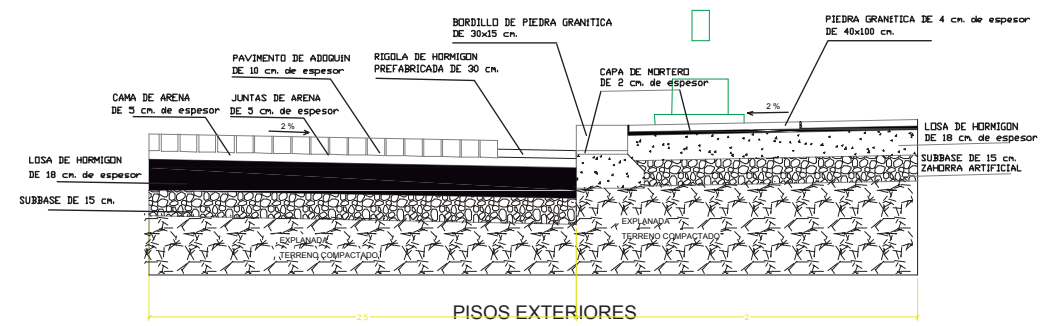 BORDILLO DE PIEDRA GRANíTICA
DE 30x15 cm.
PIEDRA GRANíTICA DE 4 cm. de espesor
DE 40x100 cm.
PAVIMENTO DE ADOQUIN
DE 10 cm. de espesor
RIGOLA DE HORMIGON
PREFABRICADA DE 30 cm.
CAPA DE MORTERO
DE 2 cm. de espesor
CAMA DE ARENA
DE 5 cm. de espesor
JUNTAS DE ARENA
DE 5 cm. de espesor
2 %
2 %
LOSA DE HORMIGON
DE 18 cm. de espesor
LOSA DE HORMIGON
DE 18 cm. de espesor
SUBBASE DE 15 cm.
ZAHORRA ARTIFICIAL
SUBBASE DE 15 cm.
EXPLANADA
TERRENO COMPACTADO
EXPLANADA
TERRENO COMPACTADO
PISOS EXTERIORES
2.5
2